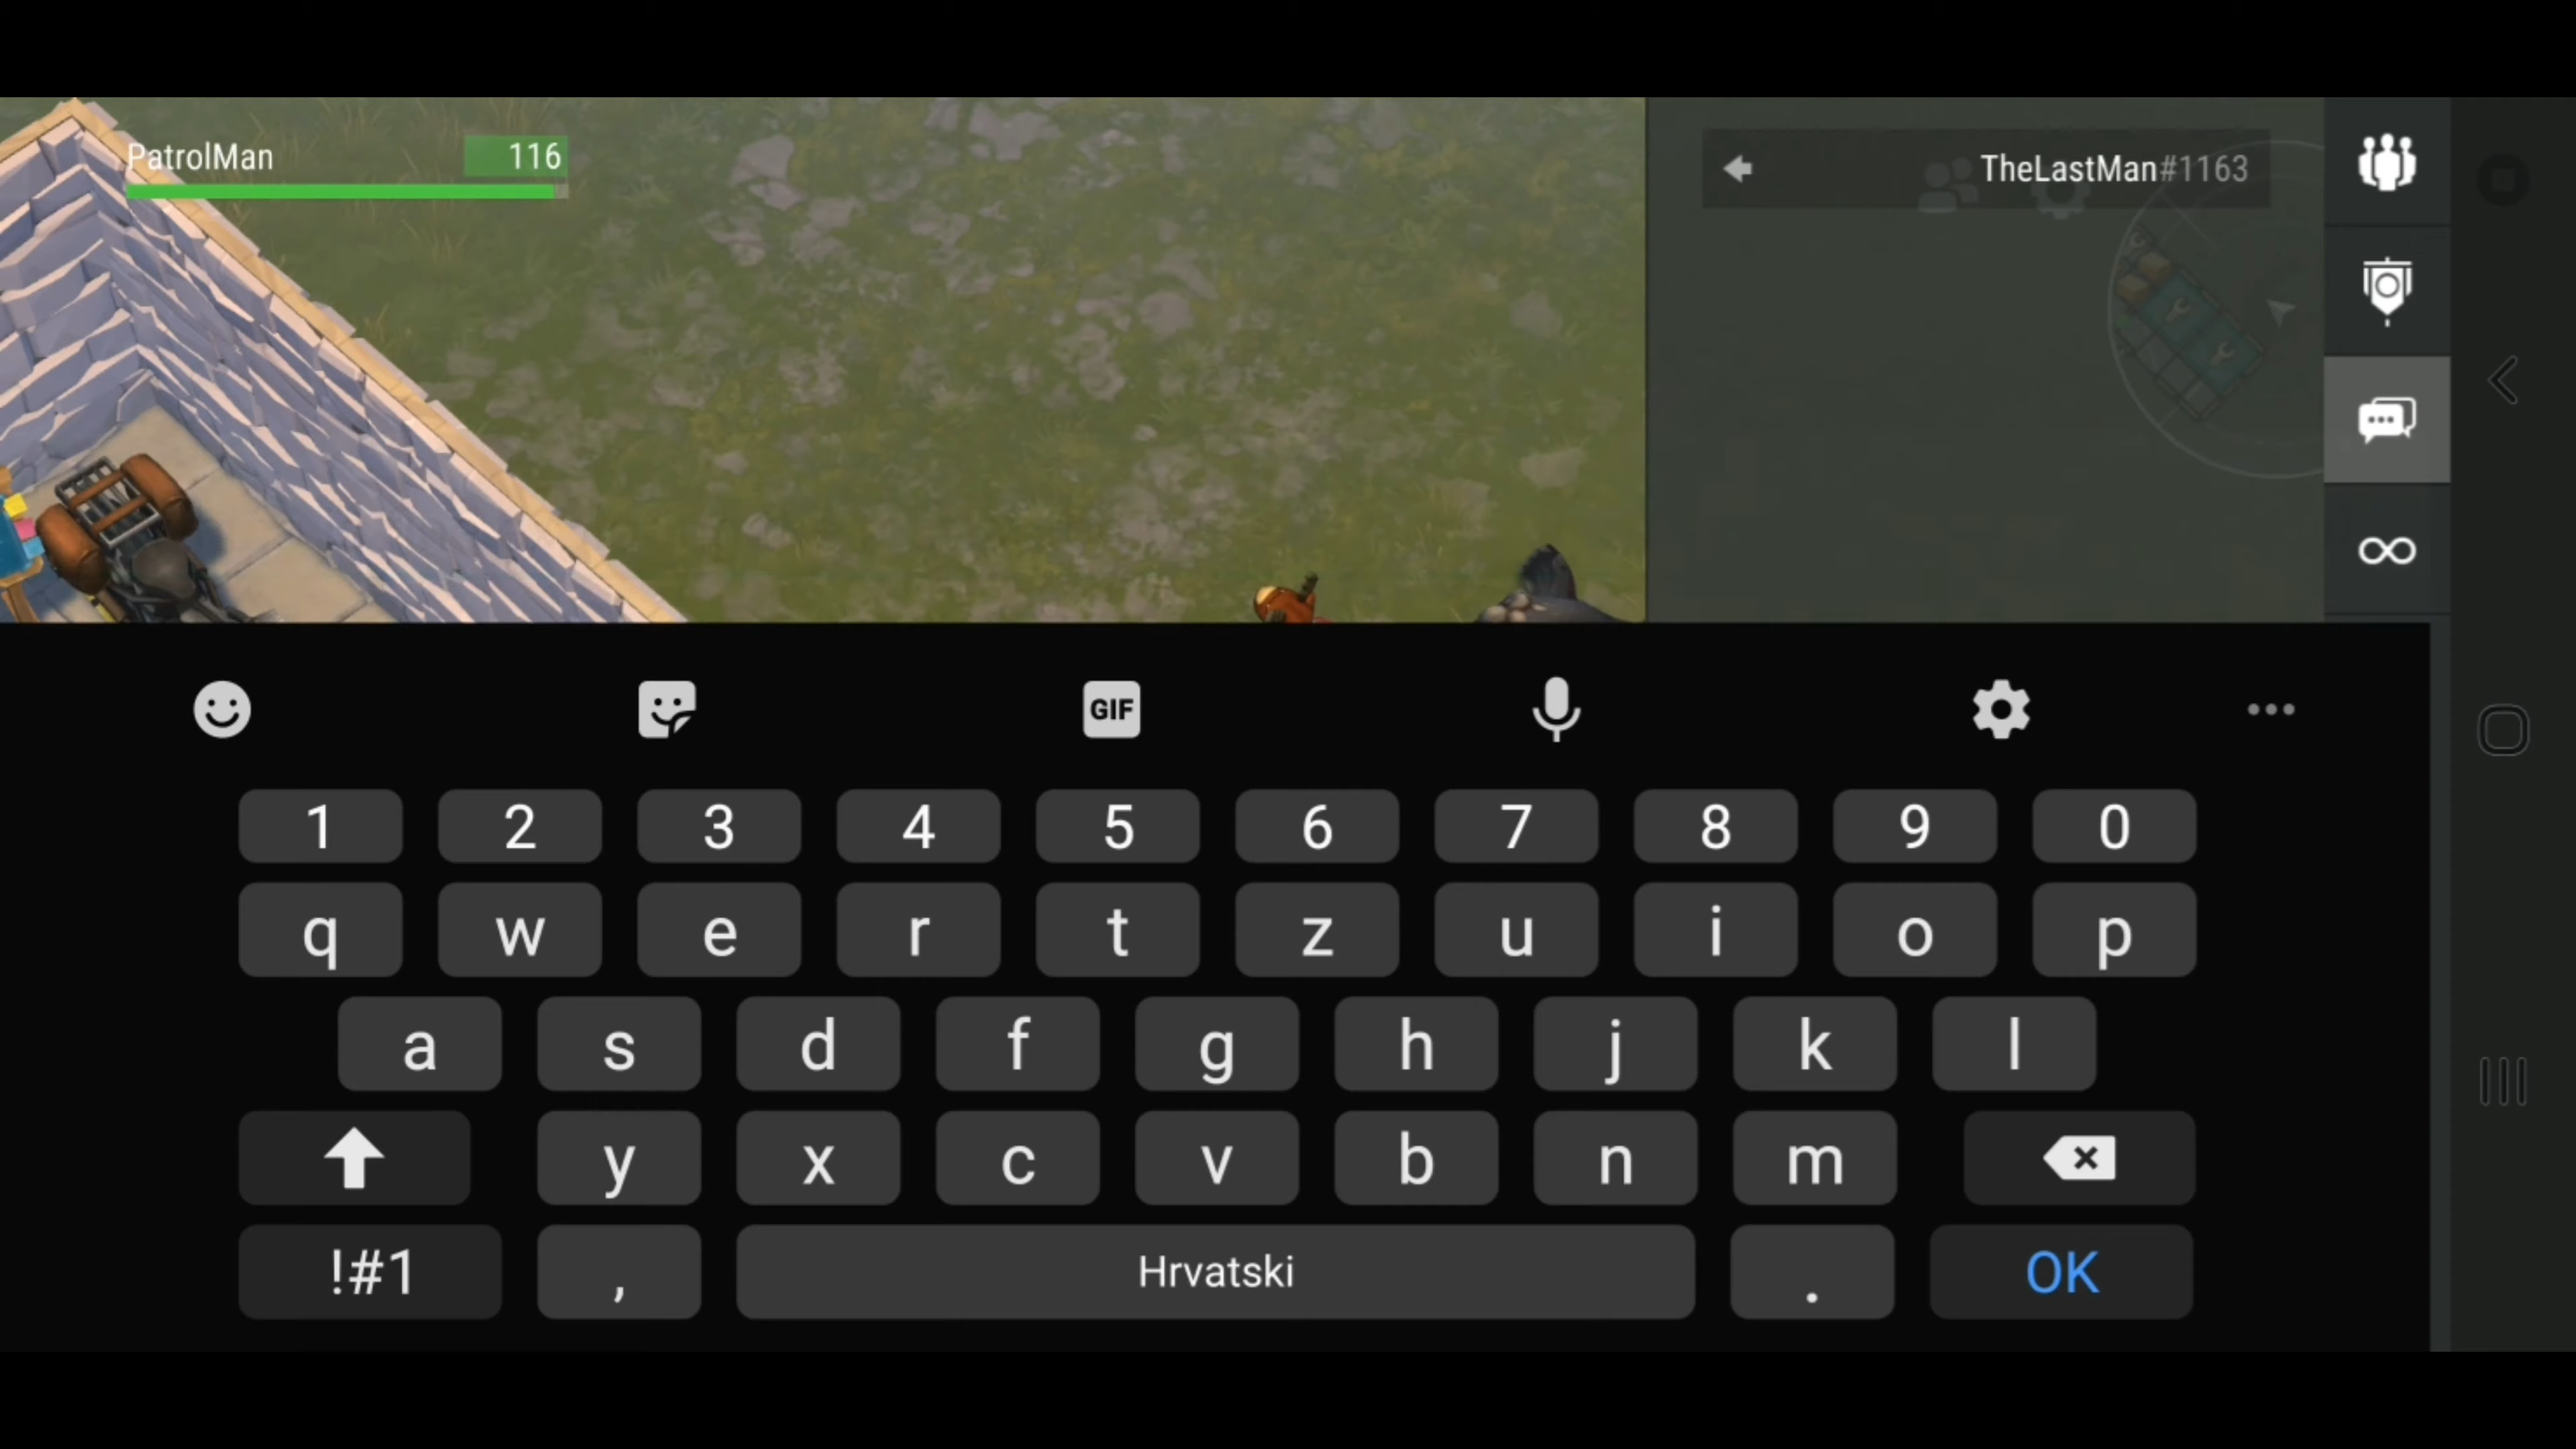 PatrolMan 116
TheLastMan#1163
GIF
1 2 3 4 5 6 7 8 9 0
q w e r t z u i o p
a s d f g h j k l
y x c v b n m
!#1 , Hrvatski . OK